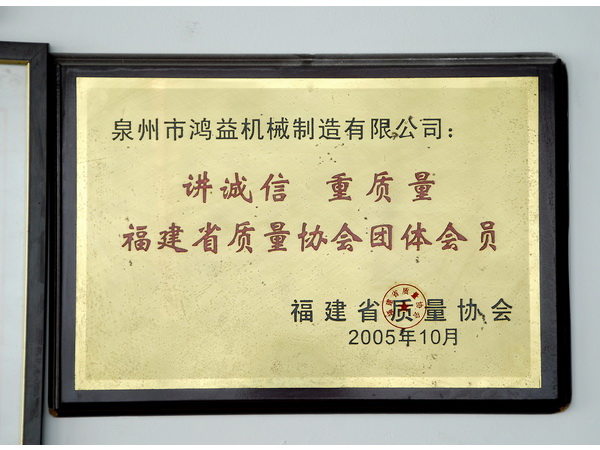 泉州市鸿益机械制造有限公司：
讲诚信 重质量
福建省质量协会团体会员
福建省质量协会
2005年10月